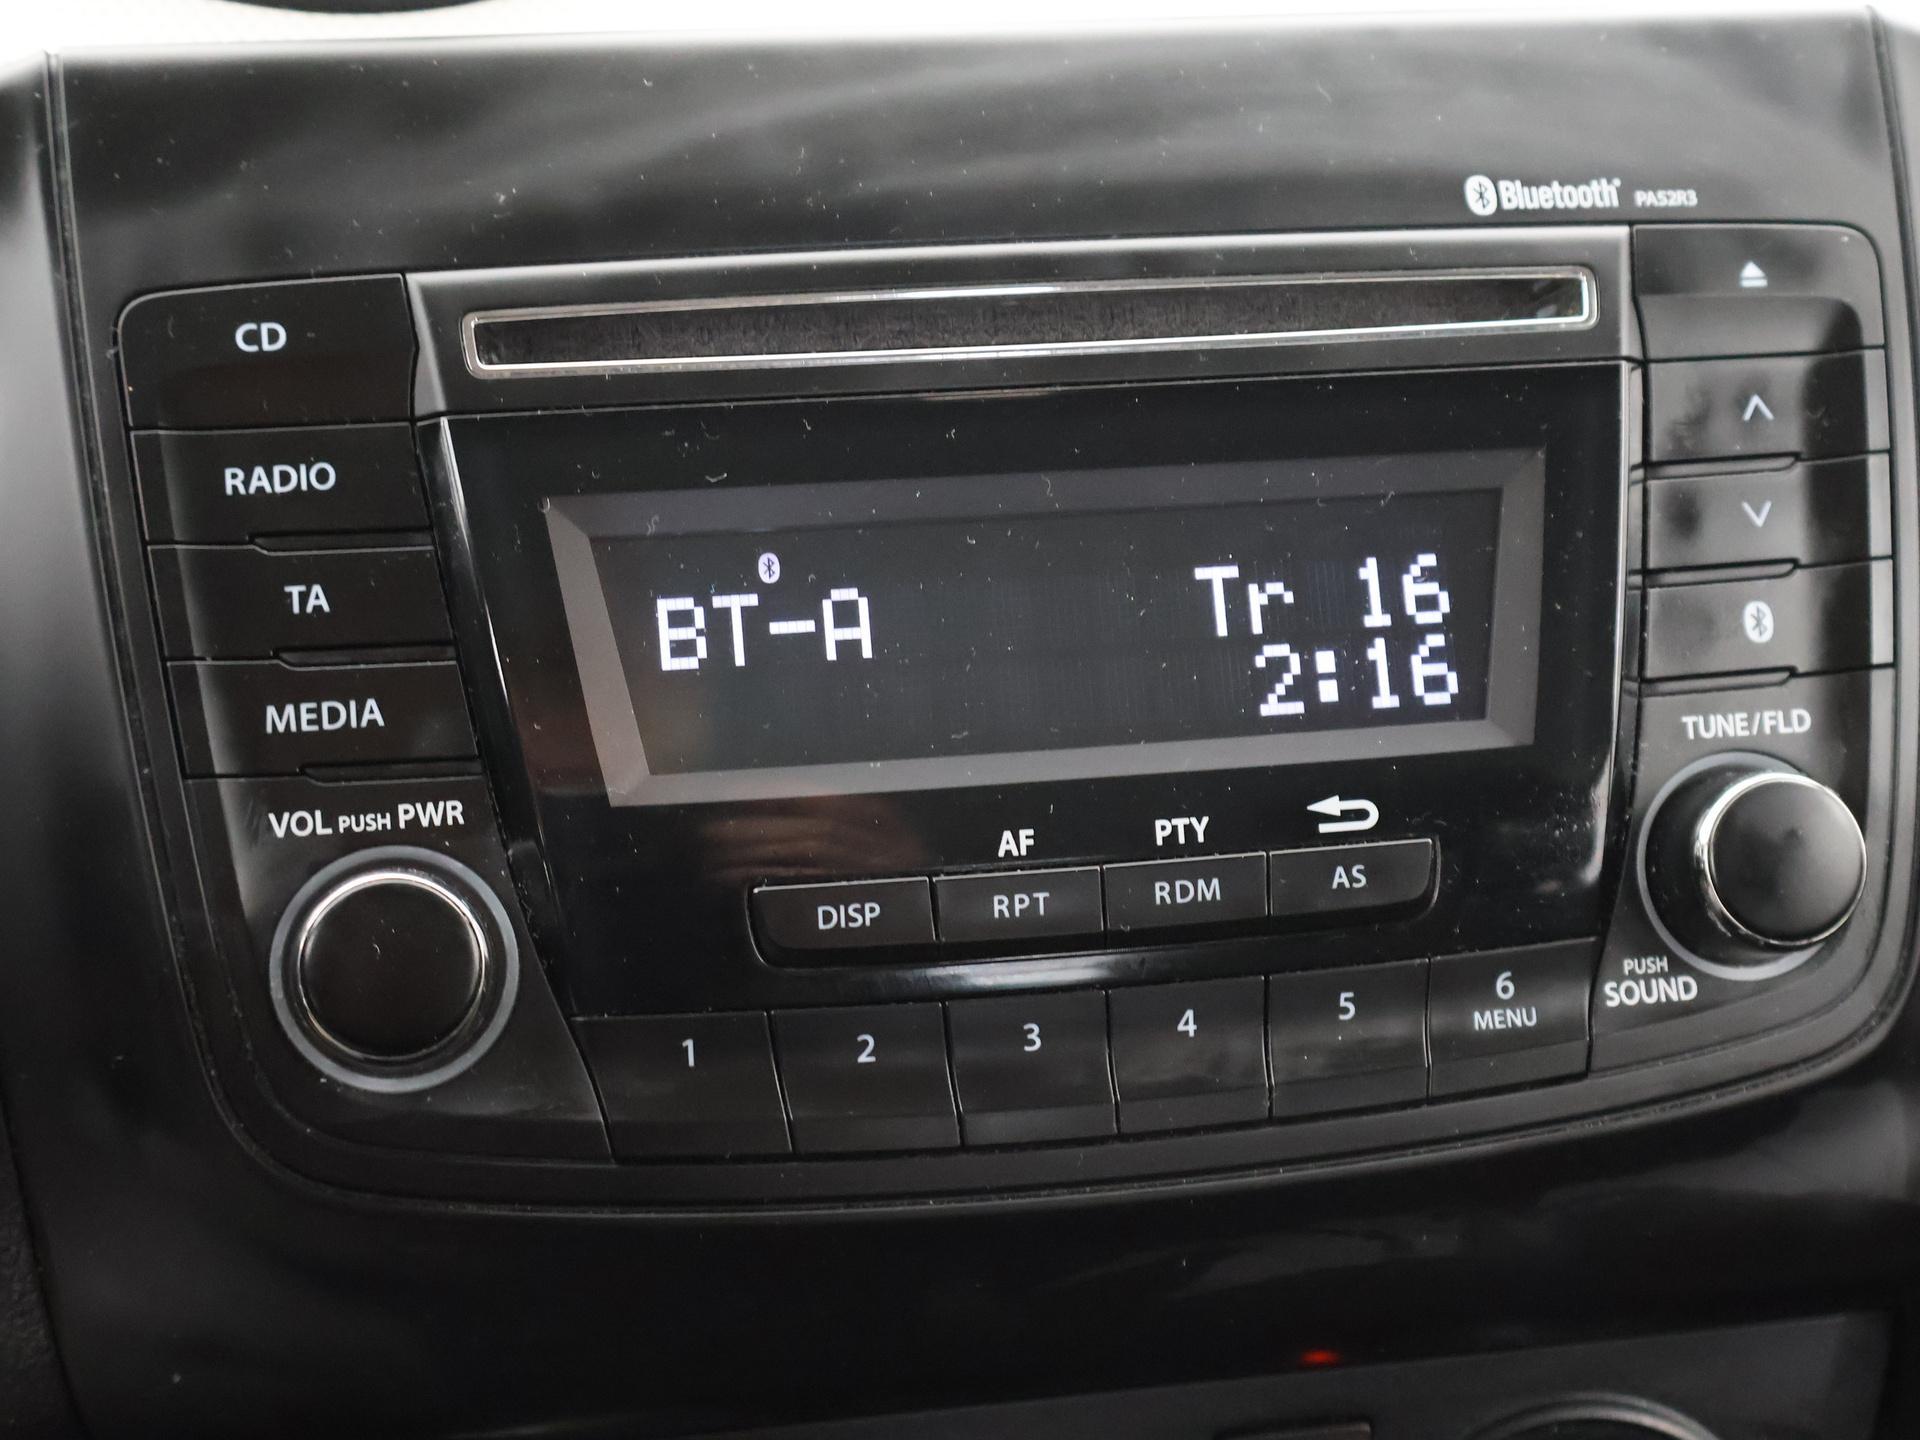 Bluetooth® PA52R3
CD
RADIO
TA
MEDIA
VOL PUSH PWR
BT-A
Tr 16
2:16
AF
PTY
DISP
RPT
RDM
AS
1
2
3
4
5
6
MENU
TUNE/FLD
PUSH
SOUND